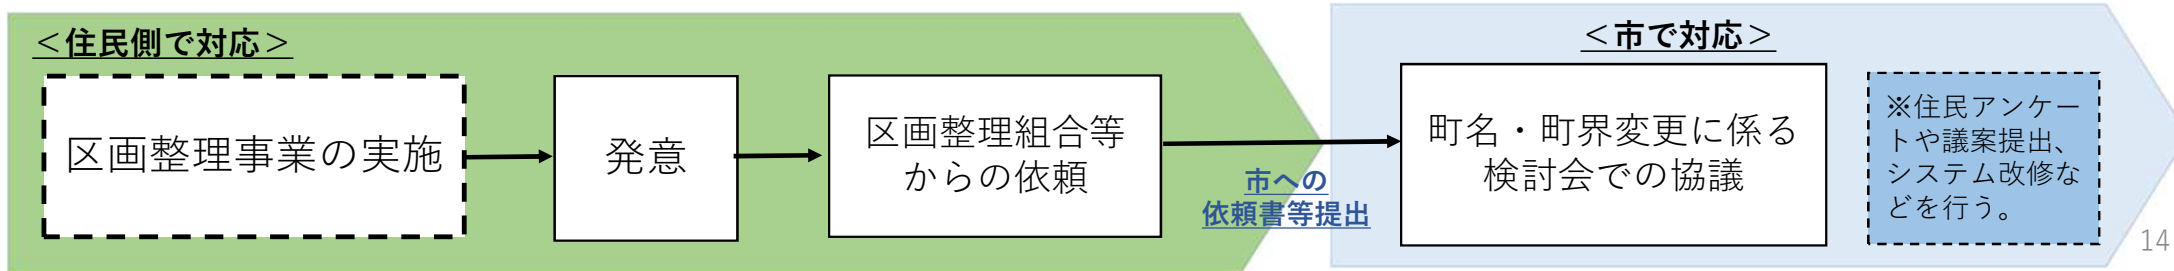 ＜住民側で対応＞
区画整理事業の実施
発意
区画整理組合等
からの依頼
市への
依頼書等提出
＜市で対応＞
町名・町界変更に係る
検討会での協議
※住民アンケー
トや議案提出、
システム改修な
どを行う。
14